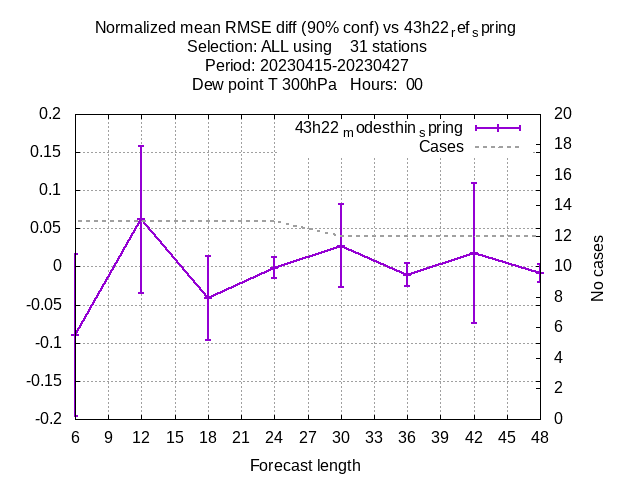 Normalized mean RMSE diff (90% conf) vs 43h22ref spring
Selection: ALL using 31 stations
Period: 20230415-20230427
Dew point T 300hPa Hours: 00
43h22 modesthin spring
Cases
0.2
0.15
0.1
0.05
0
-0.05
-0.1
-0.15
-0.2
20
18
16
14
12
10
8
6
4
2
0
No cases
6 9 12 15 18 21 24 27 30 33 36 39 42 45 48
Forecast length